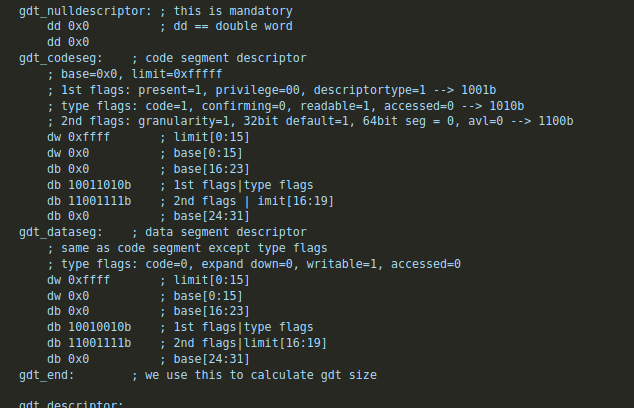 gdt_nulldescriptor: ; this is mandatory
    dd 0x0          ; dd == double word
    dd 0x0
gdt_codeseg:    ; code segment descriptor
    ; base=0x0, limit=0xfffff
    ; 1st flags: present=1, privilege=00, descriptortype=1 --> 1001b
    ; type flags: code=1, confirming=0, readable=1, accessed=0 --> 1010b
    ; 2nd flags: granularity=1, 32bit default=1, 64bit seg = 0, avl=0 --> 1100b
    dw 0xffff       ; limit[0:15]
    dw 0x0          ; base[0:15]
    db 0x0          ; base[16:23]
    db 10011010b    ; 1st flags|type flags
    db 11001111b    ; 2nd flags | imit[16:19]
    db 0x0          ; base[24:31]
gdt_dataseg:    ; data segment descriptor
    ; same as code segment except type flags
    ; type flags: code=0, expand down=0, writable=1, accessed=0
    dw 0xffff       ; limit[0:15]
    dw 0x0          ; base[0:15]
    db 0x0          ; base[16:23]
    db 10010010b    ; 1st flags|type flags
    db 11001111b    ; 2nd flags|limit[16:19]
    db 0x0          ; base[24:31]
gdt_end:        ; we use this to calculate gdt size
gdt_descriptor: